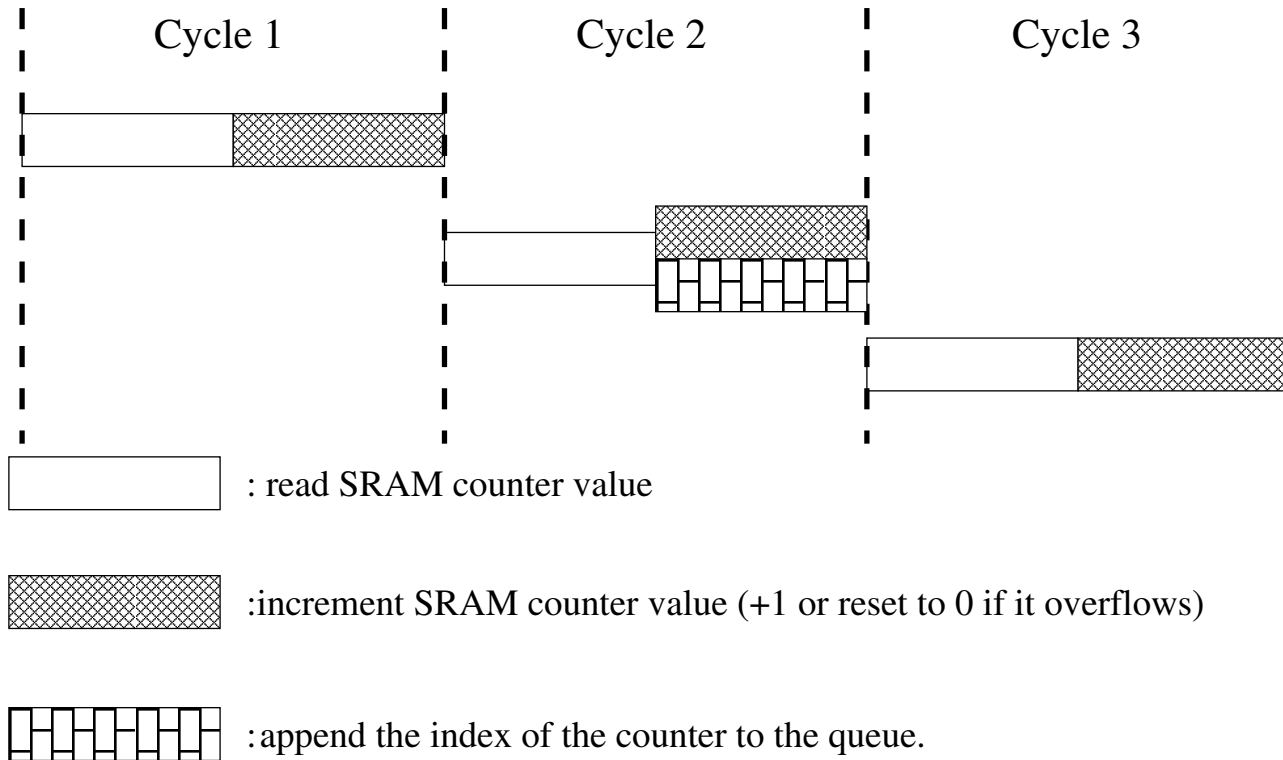 Cycle 1 Cycle 2 Cycle 3
: read SRAM counter value
:increment SRAM counter value (+1 or reset to 0 if it overflows)
:append the index of the counter to the queue.